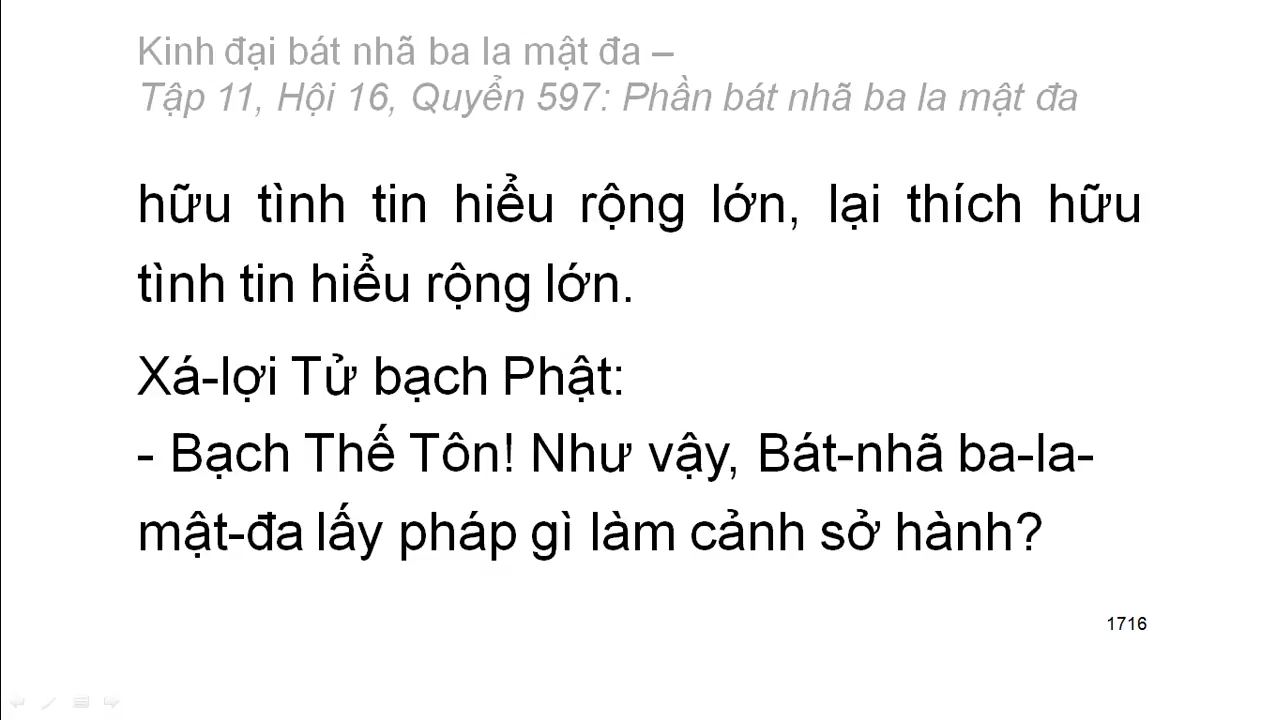 Kinh đại bát nhã ba la mật đa –
Tập 11, Hội 16, Quyển 597: Phần bát nhã ba la mật đa
hữu tình tin hiểu rộng lớn, lại thích hữu
tình tin hiểu rộng lớn.
Xá-lợi Tử bạch Phật:
- Bạch Thế Tôn! Như vậy, Bát-nhã ba-la-
mật-đa lấy pháp gì làm cảnh sở hành?
1716